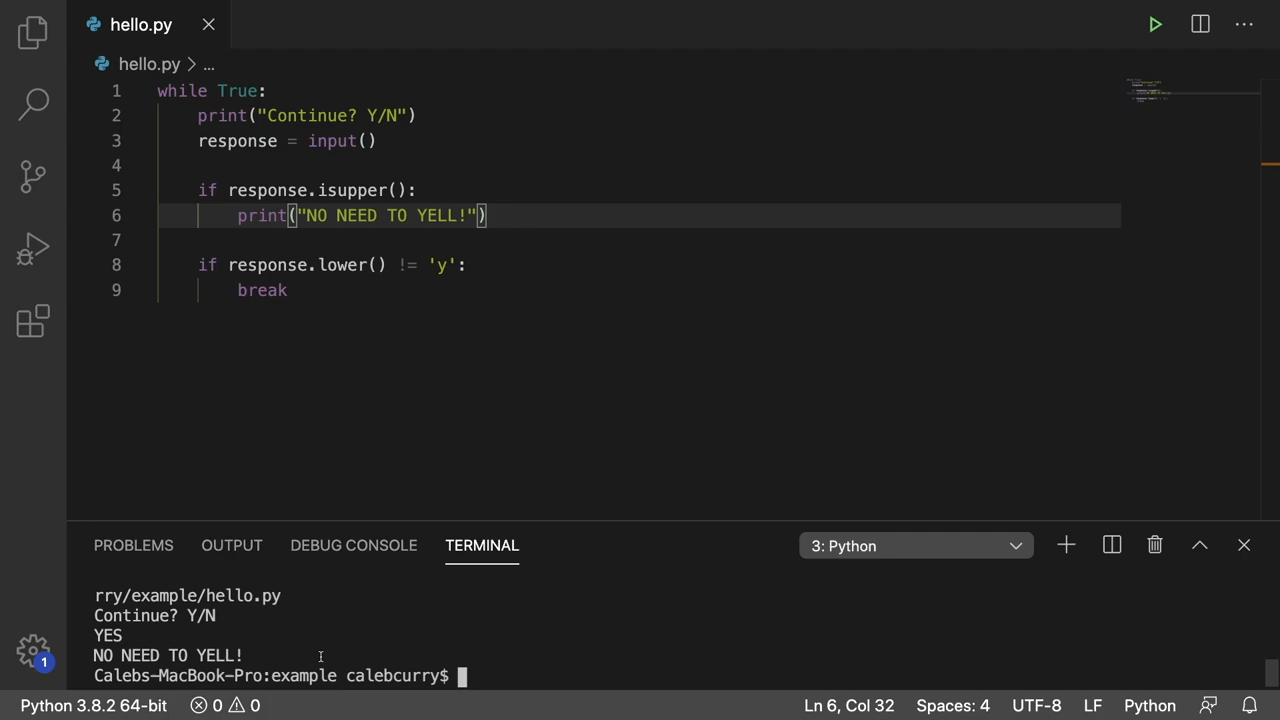 hello.py
hello.py > ...
1 while True:
2     print("Continue? Y/N")
3     response = input()
4
5     if response.isupper():
6         print("NO NEED TO YELL!")
7
8     if response.lower() != 'y':
9         break
PROBLEMS OUTPUT DEBUG CONSOLE TERMINAL 3: Python
rry/example/hello.py
Continue? Y/N
YES
NO NEED TO YELL!
Calebs-MacBook-Pro:example calebcurry$
1
Python 3.8.2 64-bit 0 0 Ln 6, Col 32 Spaces: 4 UTF-8 LF Python